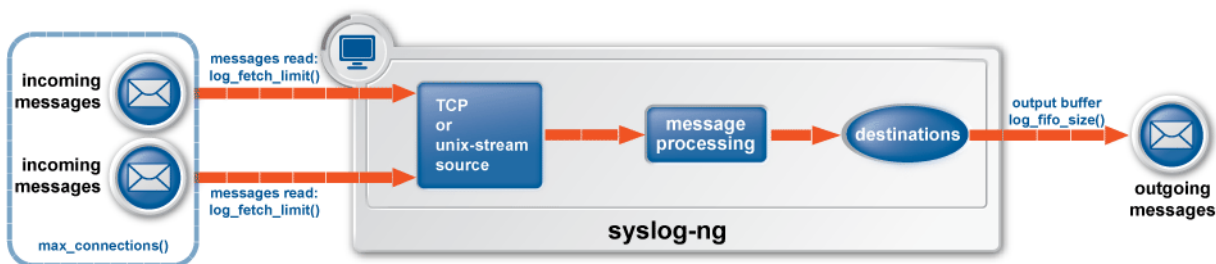 incoming
messages
messages read:
log_fetch_limit()
incoming
messages
messages read:
log_fetch_limit()
max_connections()
TCP
or
unix-stream
source
message
processing
destinations
syslog-ng
output buffer
log_fifo_size()
outgoing
messages